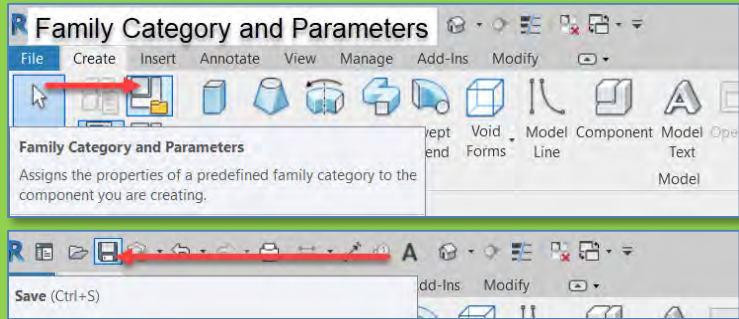 R Family Category and Parameters
File Create Insert Annotate View Manage Add-Ins Modify
Void Model Component Model
Forms Line Text
Model
Family Category and Parameters
Assigns the properties of a predefined family category to the
component you are creating.
R A
dd-Ins Modify
Save (Ctrl+S)